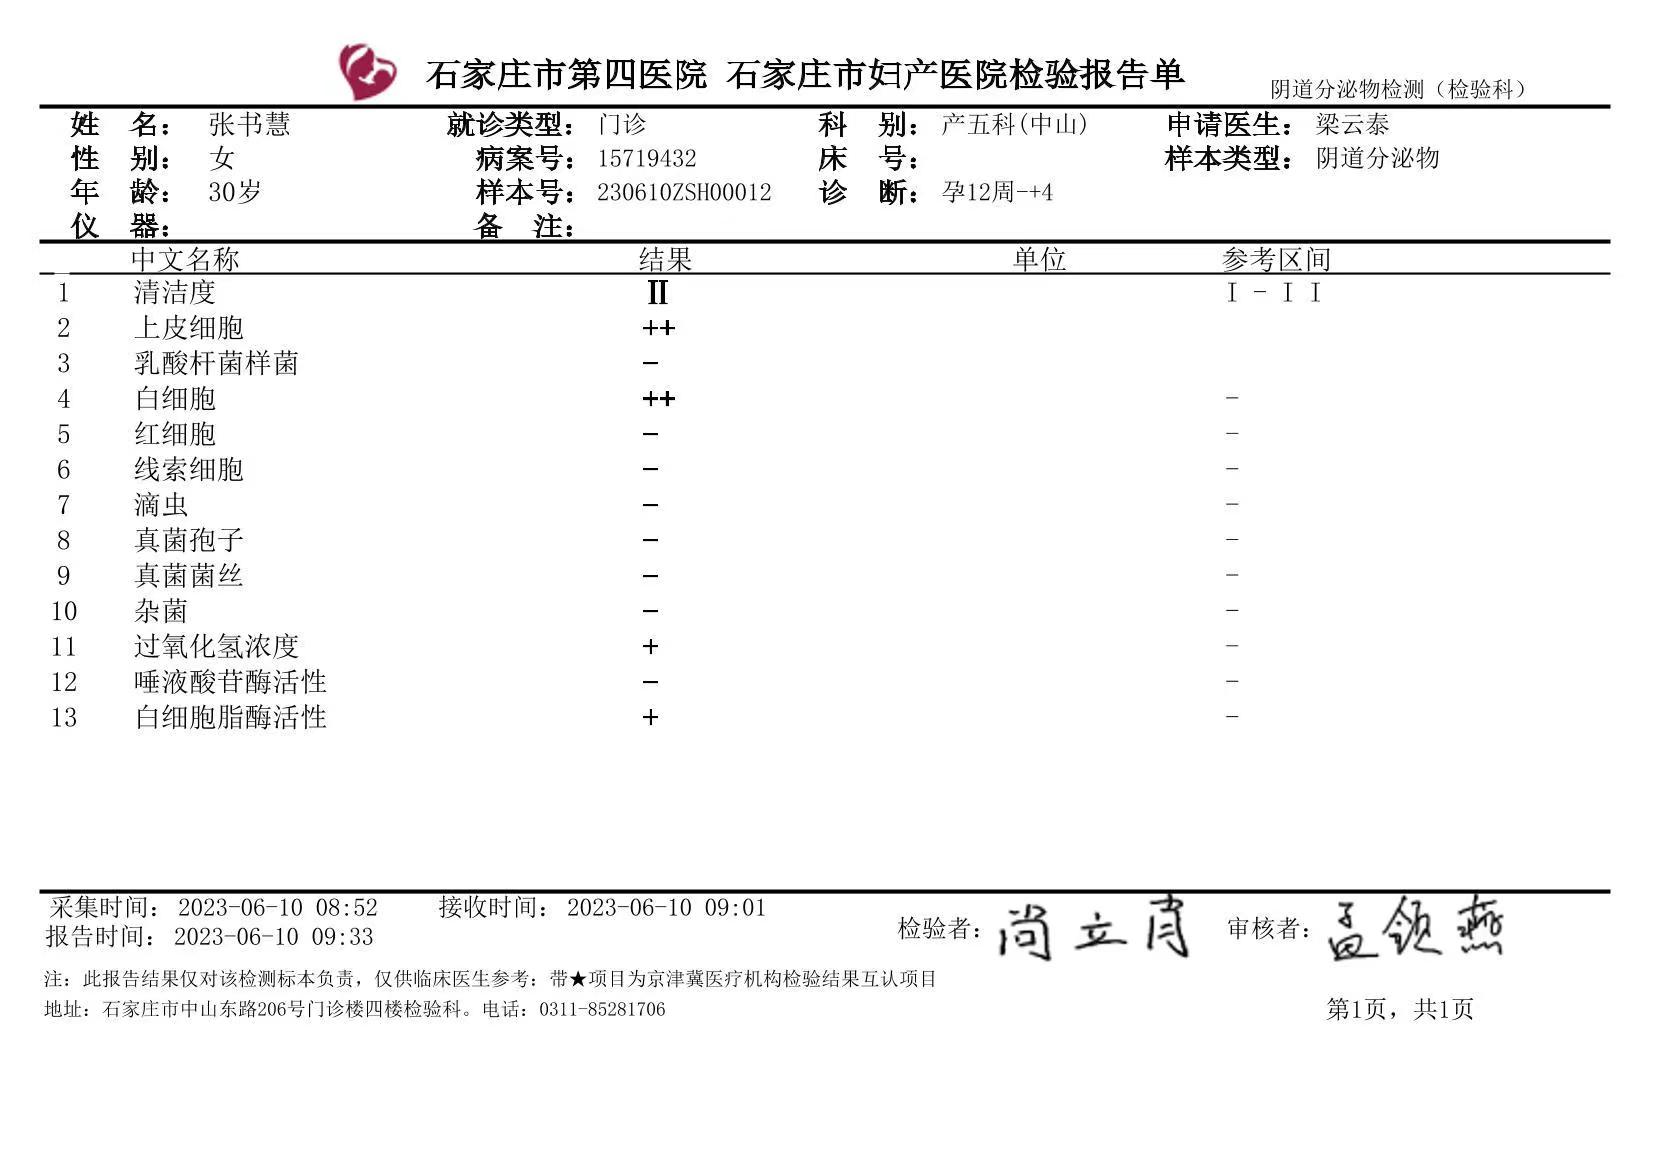 石家庄市第四医院 石家庄市妇产医院检验报告单 阴道分泌物检测（检验科）
姓 名： 张书慧 就诊类型：门诊 科 别：产五科(中山) 申请医生：梁云泰
性 别： 女 病案号：15719432 床 号： 样本类型：阴道分泌物
年 龄： 30岁 样本号：230610ZSH00012 诊 断：孕12周-+4
仪 器： 备 注：
中文名称 结果 单位 参考区间
1 清洁度 Ⅱ Ⅰ-ⅠⅠ
2 上皮细胞 ++
3 乳酸杆菌样菌 -
4 白细胞 ++ -
5 红细胞 - -
6 线索细胞 - -
7 滴虫 - -
8 真菌孢子 - -
9 真菌菌丝 - -
10 杂菌 - -
11 过氧化氢浓度 + -
12 唾液酸苷酶活性 - -
13 白细胞脂酶活性 + -
采集时间：2023-06-10 08:52 接收时间：2023-06-10 09:01
报告时间：2023-06-10 09:33 检验者：尚立肖 审核者：孟领燕
注：此报告结果仅对该检测标本负责，仅供临床医生参考：带★项目为京津冀医疗机构检验结果互认项目
地址：石家庄市中山东路206号门诊楼四楼检验科。电话：0311-85281706 第1页，共1页